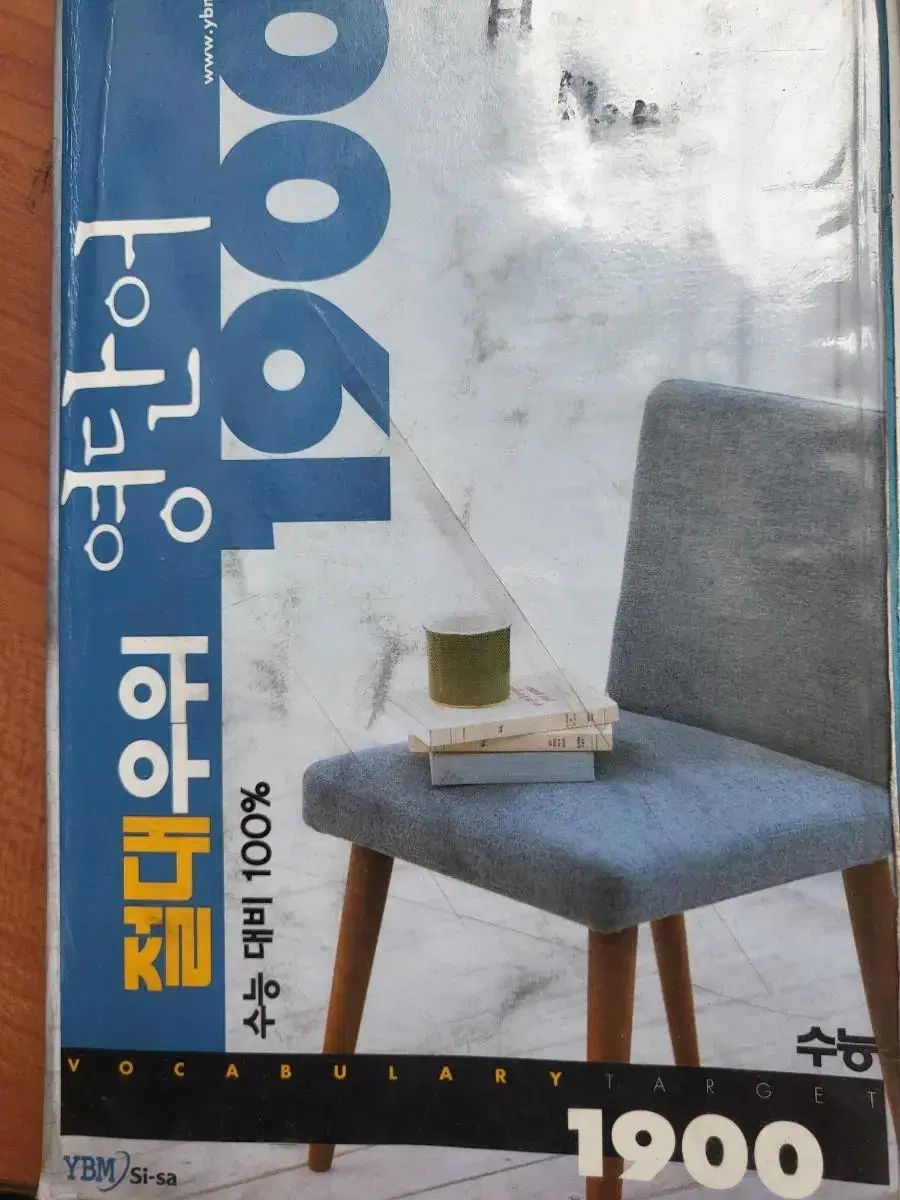 www.ybm
절대우위 영단어
1900
수능 대비 100%
수능
VOCABULARY TARGET
1900
YBM Si-sa